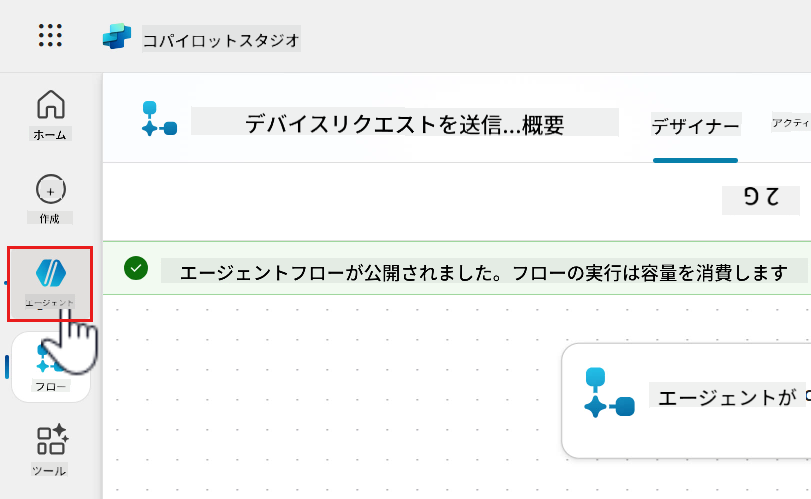 コパイロットスタジオ
ホーム
作成
エージェント
フロー
ツール
デバイスリクエストを送信...概要
デザイナー
アクティ
エージェントフローが公開されました。フローの実行は容量を消費します
エージェントが